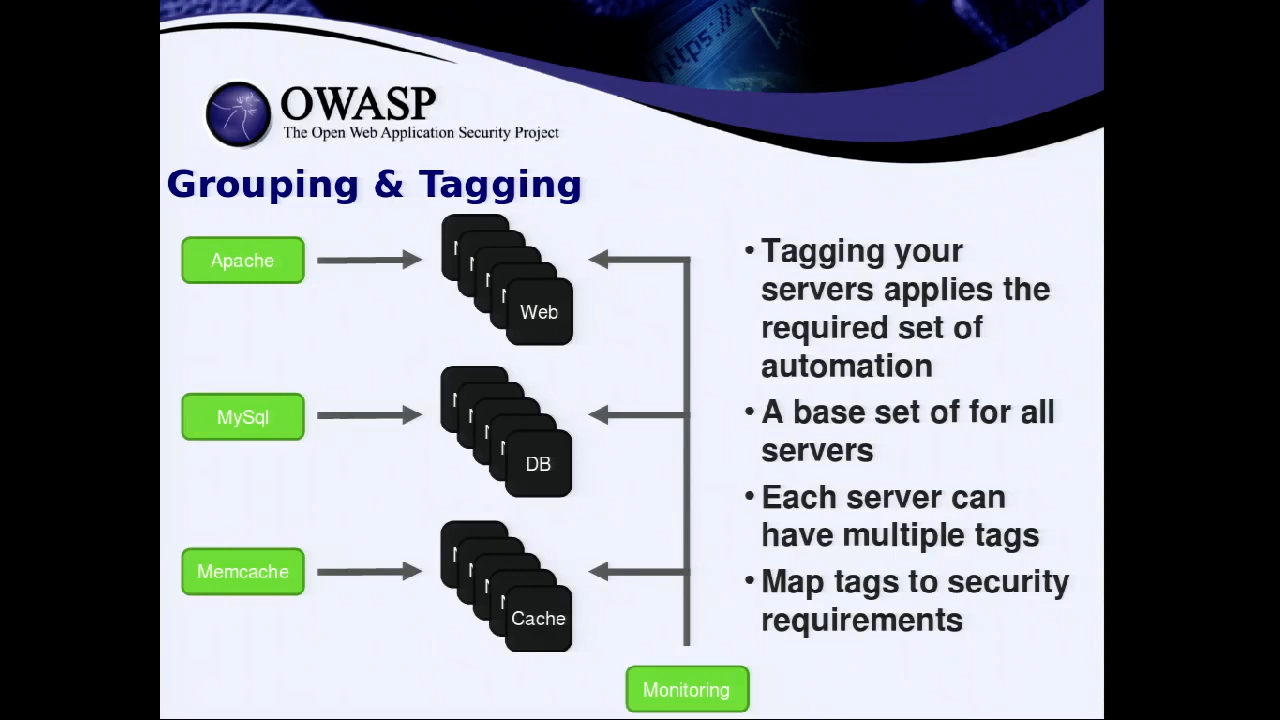 https://w
OWASP
The Open Web Application Security Project
Grouping & Tagging
Apache
Web
MySql
DB
Memcache
Cache
Monitoring
• Tagging your
servers applies the
required set of
automation
• A base set of for all
servers
• Each server can
have multiple tags
• Map tags to security
requirements